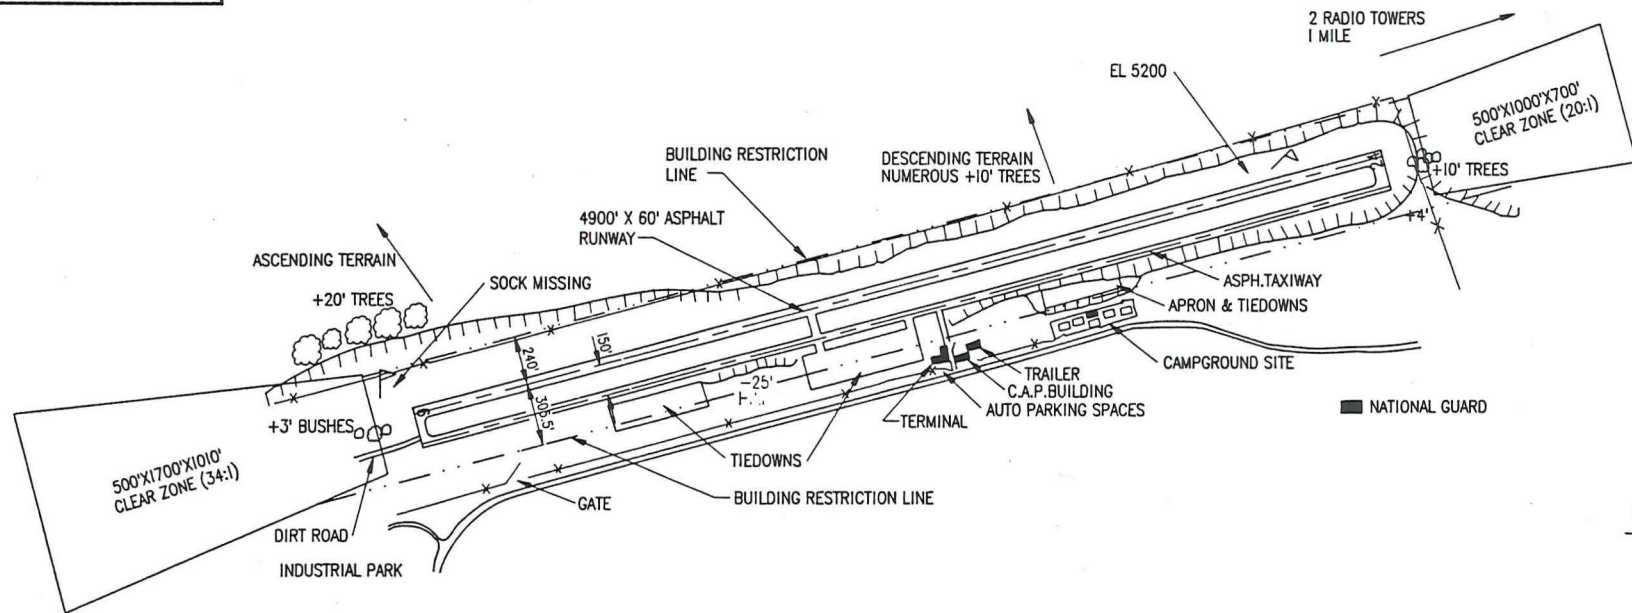 2 RADIO TOWERS
1 MILE
EL 5200
500'X1000'X700'
CLEAR ZONE (20:1)
BUILDING RESTRICTION
LINE
DESCENDING TERRAIN
NUMEROUS +10' TREES
+10' TREES
24
+4'
4900' X 60' ASPHALT
RUNWAY
ASCENDING TERRAIN
SOCK MISSING
+20' TREES
ASPH.TAXIWAY
APRON & TIEDOWNS
150'
240'
305.5'
CAMPGROUND SITE
TRAILER
C.A.P.BUILDING
AUTO PARKING SPACES
-25'
TERMINAL
NATIONAL GUARD
6
+3' BUSHES
TIEDOWNS
500'X1700'X1010'
CLEAR ZONE (34:1)
BUILDING RESTRICTION LINE
GATE
DIRT ROAD
INDUSTRIAL PARK